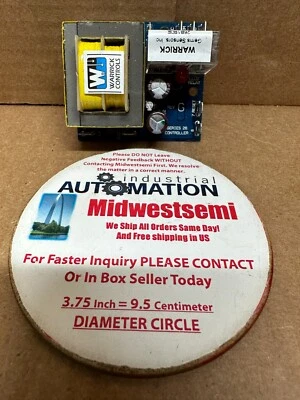 WARRICK
CONTROLS
WARRICK
Gems Sensors Inc
SERIES 26
CONTROLLER
Please DO NOT Leave
Negative Feedback WITHOUT
Contacting Midwestsemi First. We resolve
the matter in a correct manner.
industrial
AUTOMATION
Midwestsemi
We Ship All Orders Same Day!
And Free shipping in US
For Faster Inquiry PLEASE CONTACT
Or In Box Seller Today
3.75 Inch = 9.5 Centimeter
DIAMETER CIRCLE